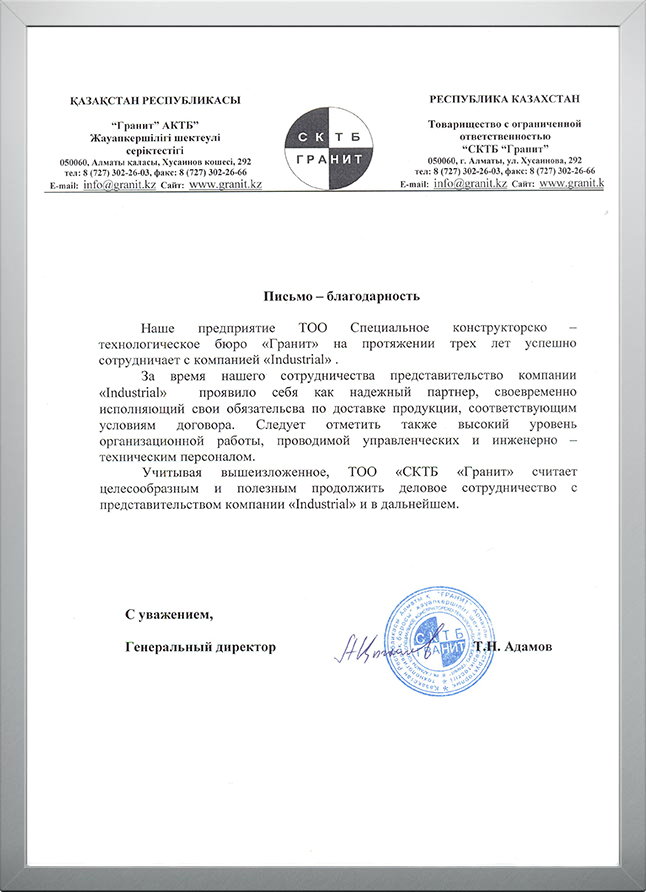 ҚАЗАҚСТАН РЕСПУБЛИКАСЫ
“Гранит” АКТБ”
Жауапкершілігі шектеулі
серіктестігі
050060, Алматы каласы, Хусаинов кошесі, 292
тел: 8 (727) 302-26-03, факс: 8 (727) 302-26-66
E-mail: info@granit.kz Сайт: www.granit.kz
СКТБ
ГРАНИТ
РЕСПУБЛИКА КАЗАХСТАН
Товарищество с ограниченной
ответственностью
“СКТБ “Гранит”
050060, г. Алматы, ул. Хусаинова, 292
тел: 8 (727) 302-26-03, факс: 8 (727) 302-26-66
E-mail: info@granit.kz Сайт: www.granit.k
Письмо – благодарность
Наше предприятие ТОО Специальное конструкторско –
технологическое бюро «Гранит» на протяжении трех лет успешно
сотрудничает с компанией «Industrial» .
За время нашего сотрудничества представительство компании
«Industrial» проявило себя как надежный партнер, своевременно
исполняющий свои обязательсва по доставке продукции, соответствующим
условиям договора. Следует отметить также высокий уровень
организационной работы, проводимой управленческих и инженерно –
техническим персоналом.
Учитывая вышеизложенное, ТОО «СКТБ «Гранит» считает
целесообразным и полезным продолжить деловое сотрудничество с
представительством компании «Industrial» и в дальнейшем.
С уважением,
Генеральный директор
Т.Н. Адамов
СКТБ
ГРАНИТ